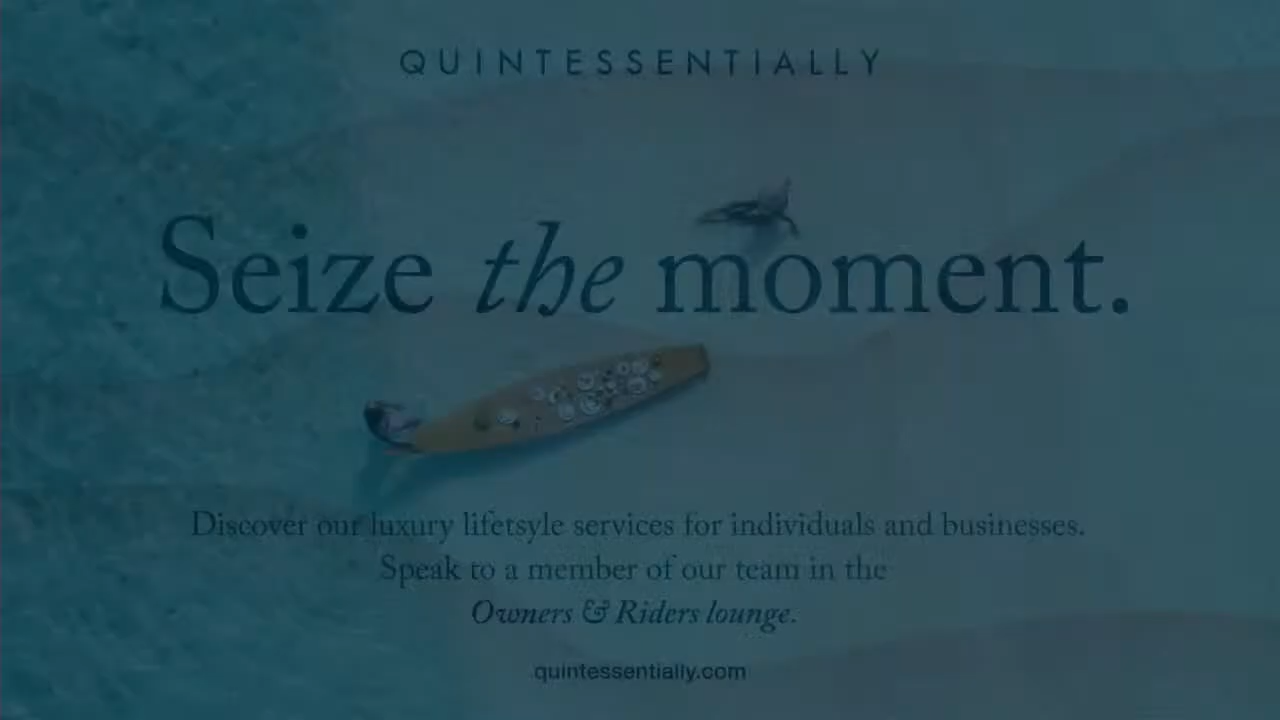 QUINTESSENTIALLY
Seize the moment.
Discover our luxury lifetsyle services for individuals and businesses.
Speak to a member of our team in the
Owners & Riders lounge.
quintessentially.com